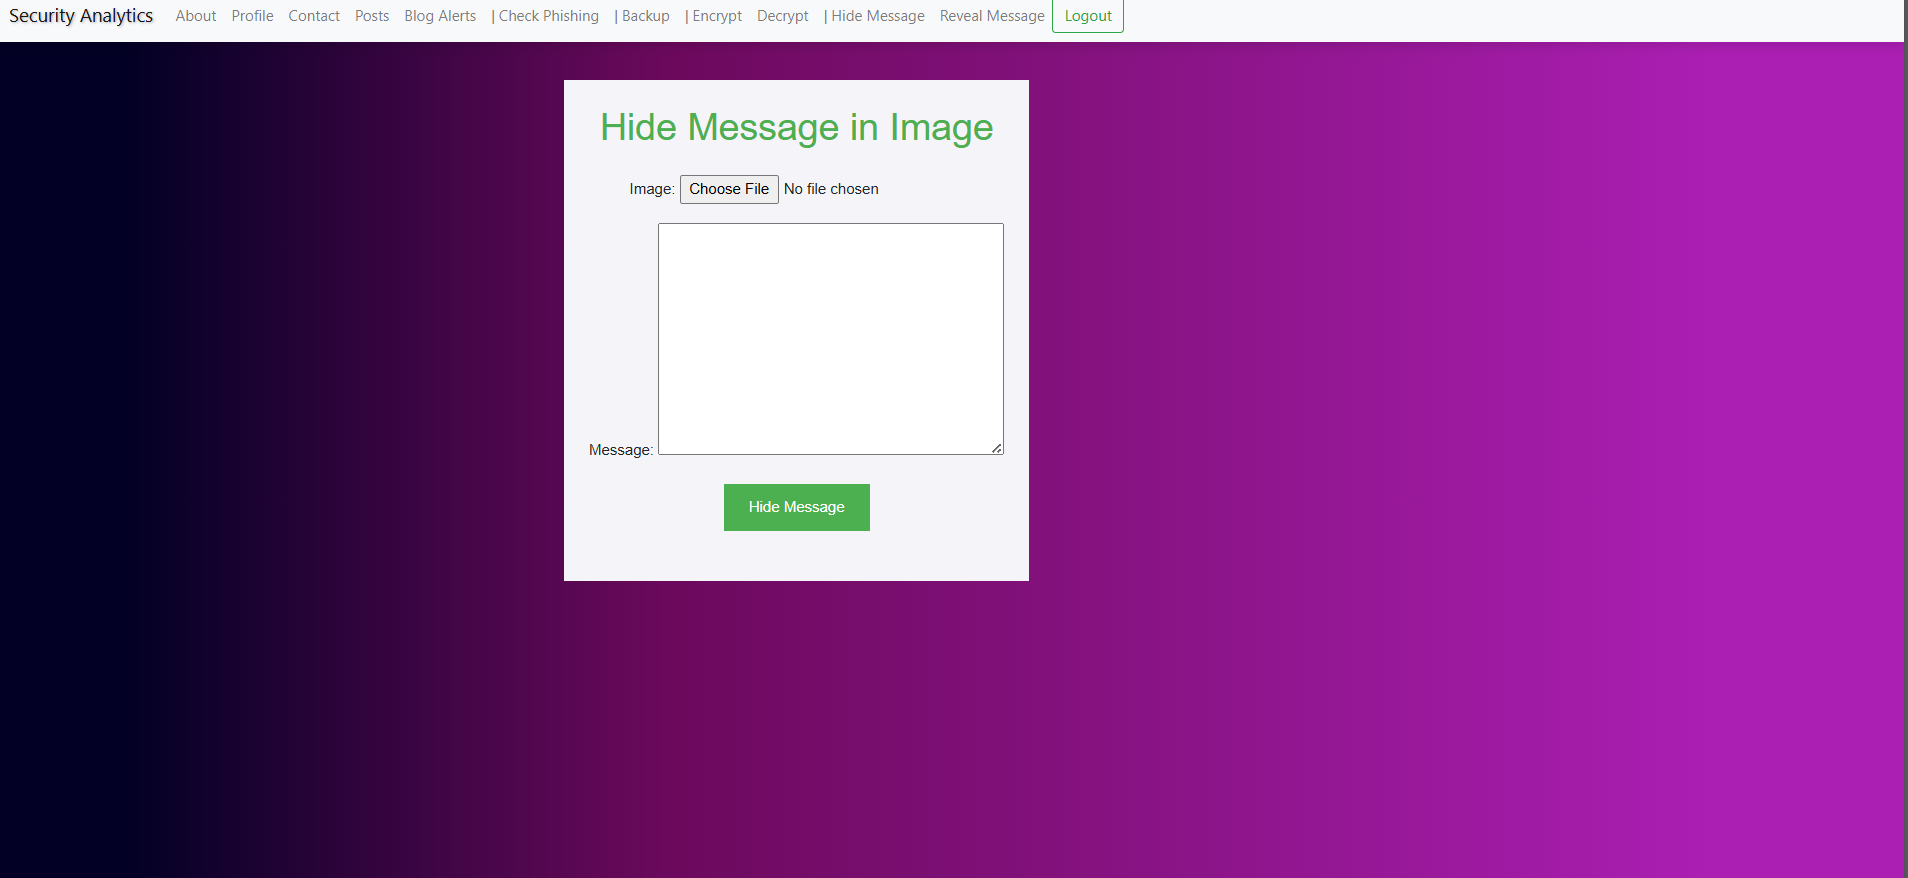 Security Analytics About Profile Contact Posts Blog Alerts | Check Phishing | Backup | Encrypt Decrypt | Hide Message Reveal Message Logout
Hide Message in Image
Image: Choose File No file chosen
Message:
Hide Message